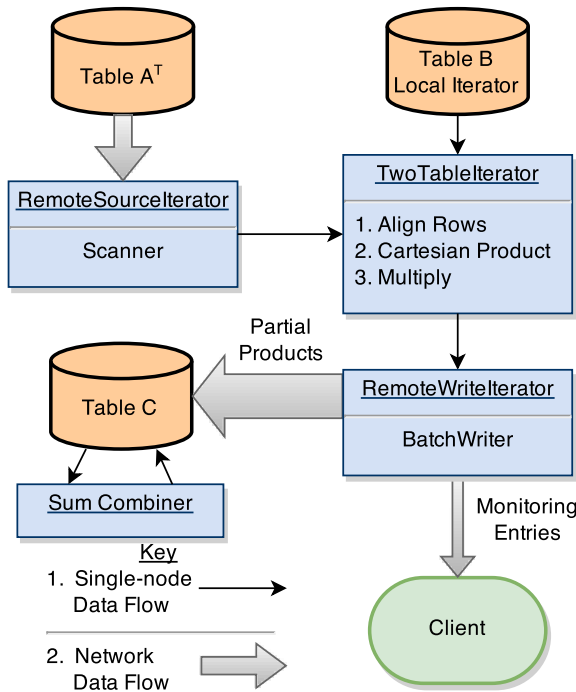 Table Aᵀ
Table B
Local Iterator
RemoteSourceIterator
Scanner
TwoTableIterator
1. Align Rows
2. Cartesian Product
3. Multiply
Partial
Products
Table C
RemoteWriteIterator
BatchWriter
Sum Combiner
Monitoring
Entries
Client
Key
1. Single-node
Data Flow
2. Network
Data Flow